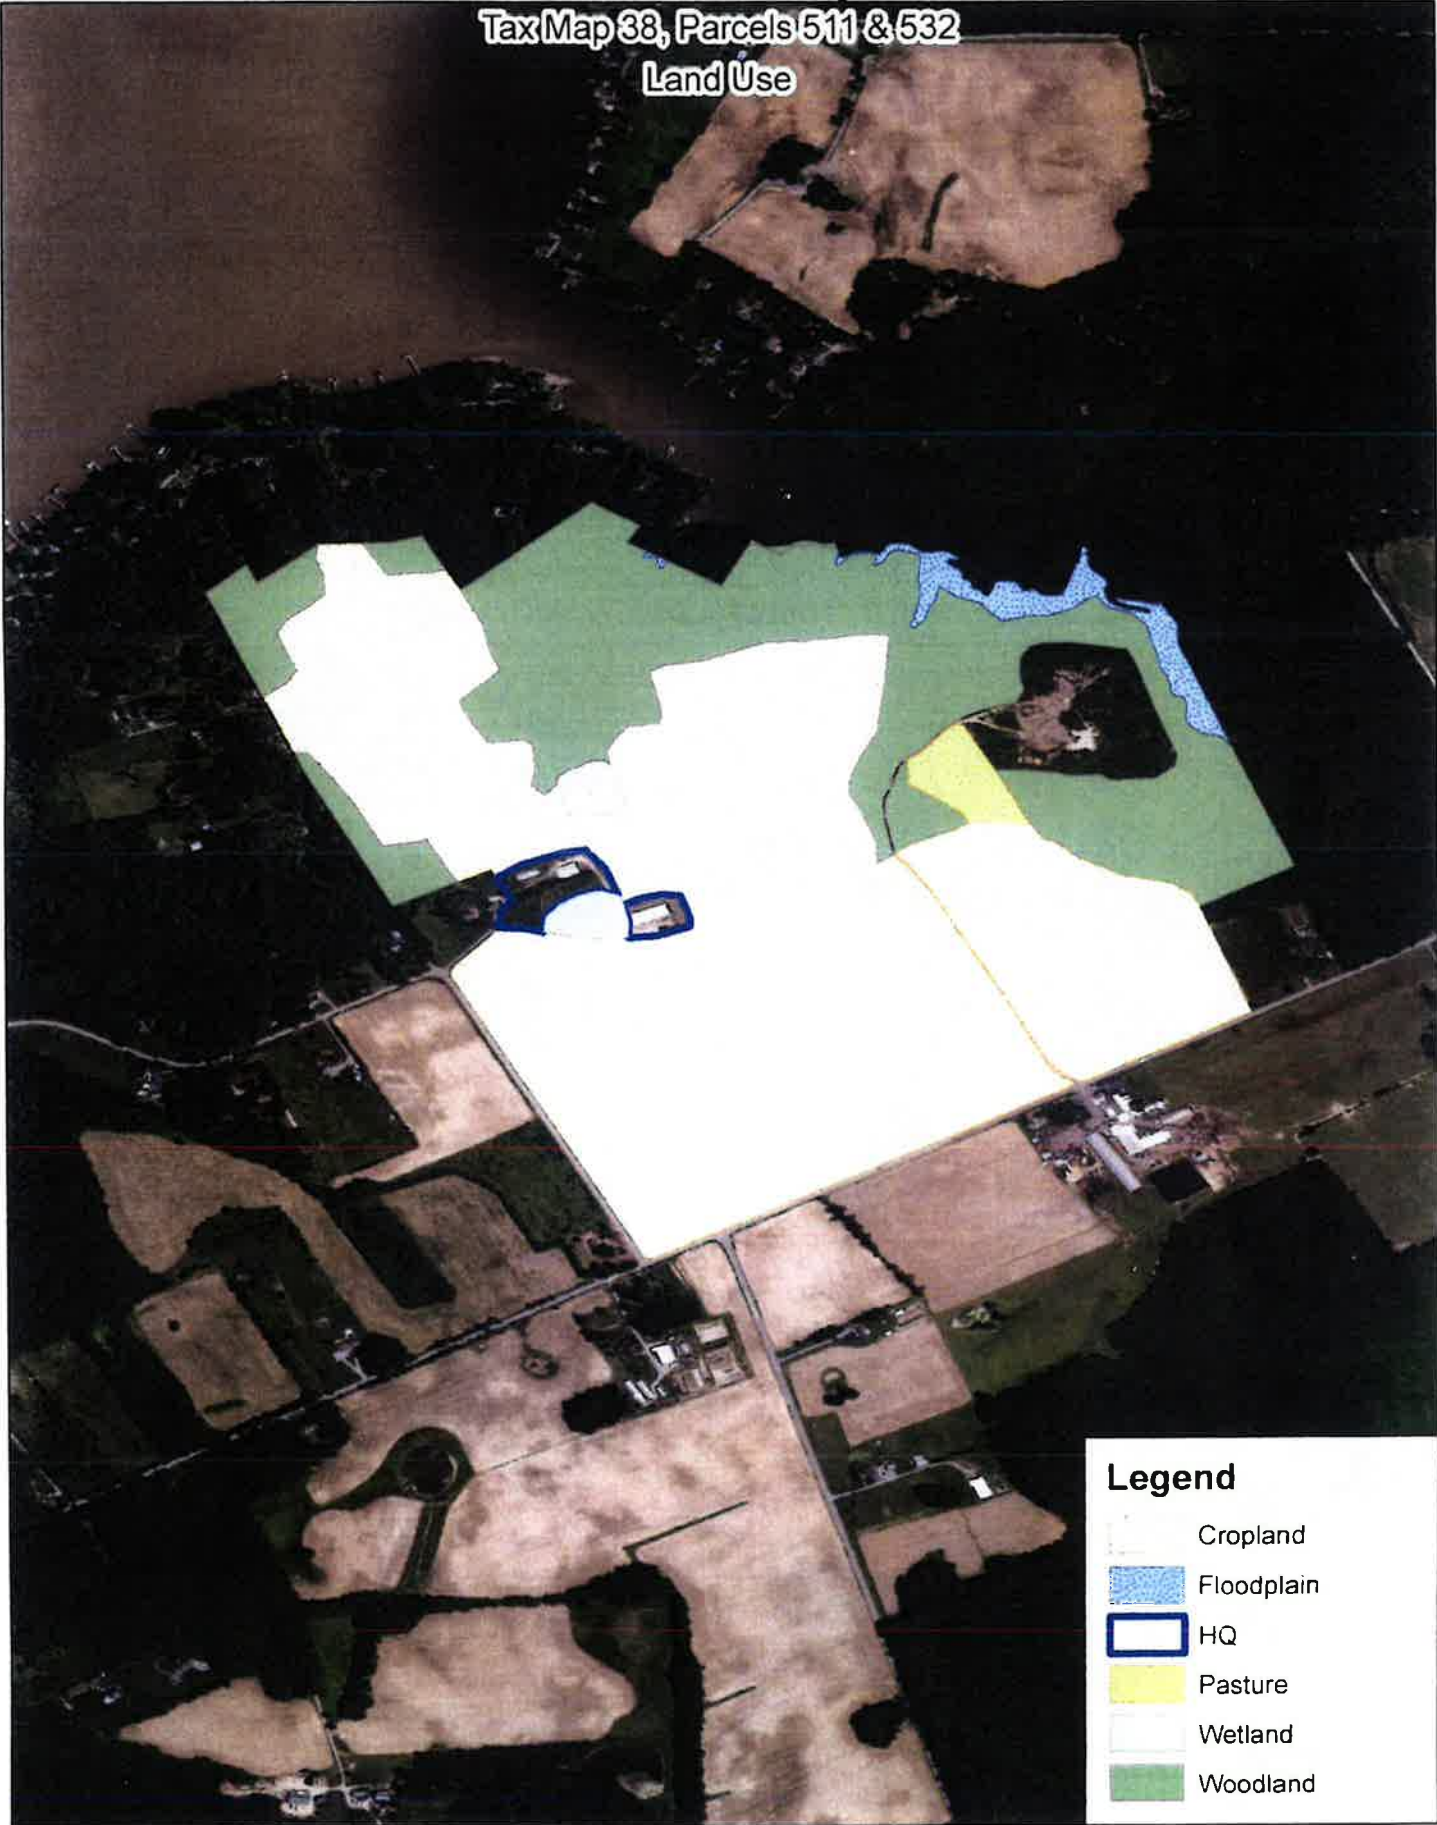 Tax Map 38, Parcels 511 & 532
Land Use
Legend
Cropland
Floodplain
HQ
Pasture
Wetland
Woodland